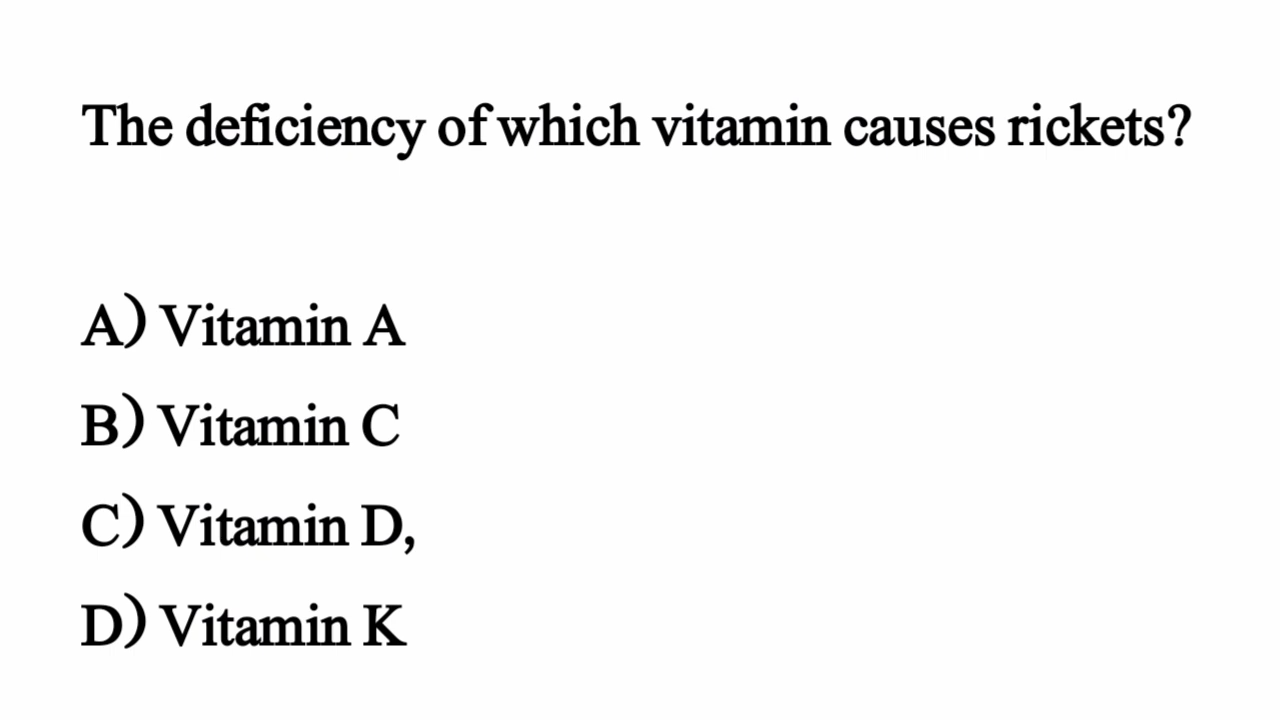 The deficiency of which vitamin causes rickets?
A) Vitamin A
B) Vitamin C
C) Vitamin D,
D) Vitamin K